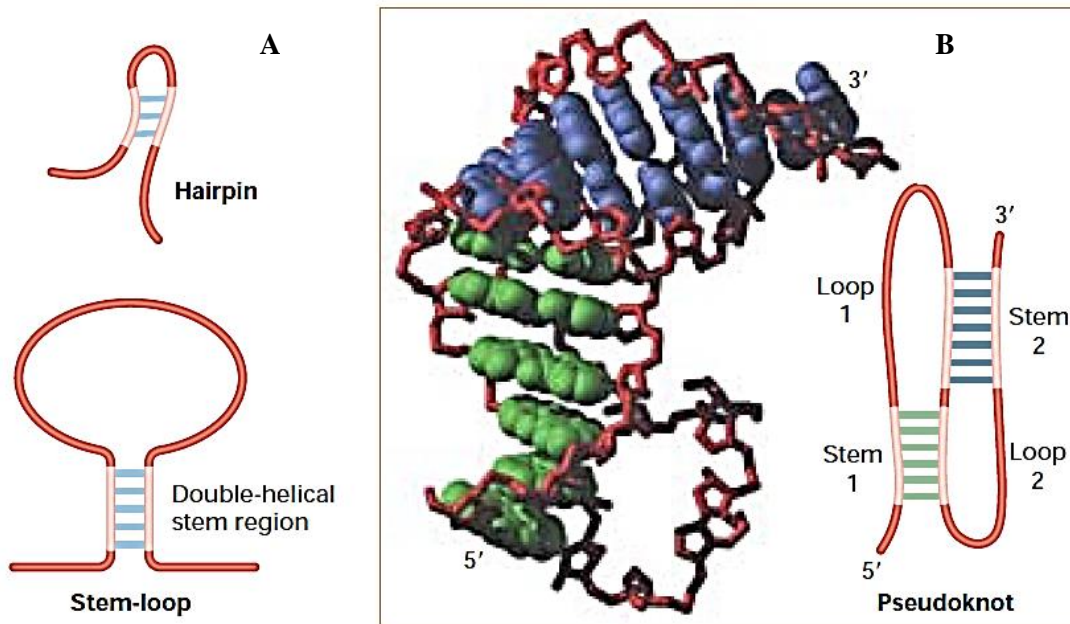 A
Hairpin
Double-helical
stem region
Stem-loop
B
3′
5′
3′
Loop
1
Stem
2
Stem
1
Loop
2
5′
Pseudoknot